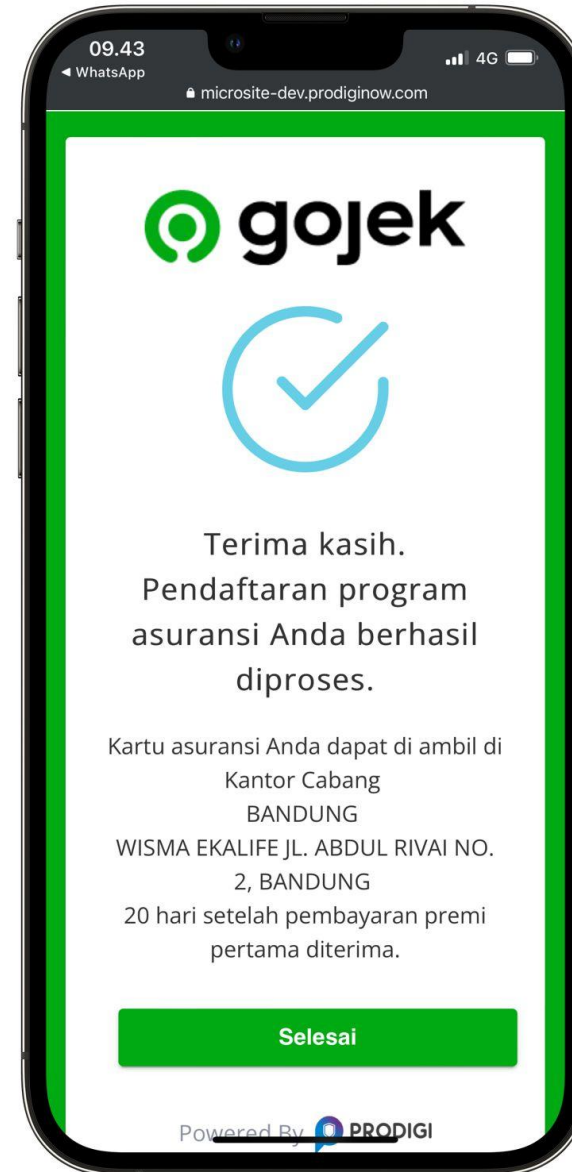 09.43
4G
◀ WhatsApp
microsite-dev.prodiginow.com
gojek
Terima kasih.
Pendaftaran program
asuransi Anda berhasil
diproses.
Kartu asuransi Anda dapat di ambil di
Kantor Cabang
BANDUNG
WISMA EKALIFE JL. ABDUL RIVAI NO.
2, BANDUNG
20 hari setelah pembayaran premi
pertama diterima.
Selesai
Powered By PRODIGI